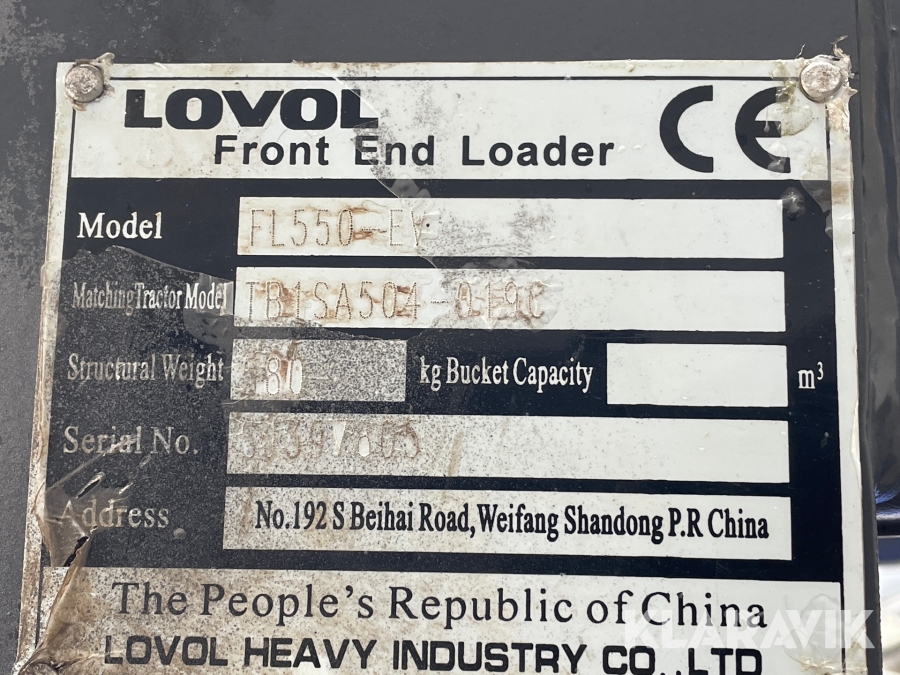 LOVOL CE
Front End Loader
Model FL550-EV
Matching Tractor Model TB1SA504-019C
Structural Weight kg Bucket Capacity m³
Serial No.
Address No.192 S Beihai Road,Weifang Shandong P.R China
The People's Republic of China
LOVOL HEAVY INDUSTRY CO.,LTD
KLARAVIK